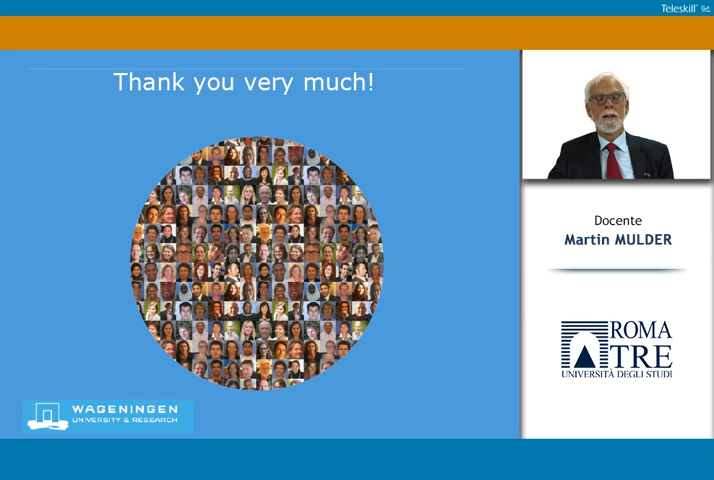 Teleskill
Thank you very much!
Docente
Martin MULDER
ROMA
TRE
UNIVERSITÀ DEGLI STUDI
WAGENINGEN
UNIVERSITY & RESEARCH